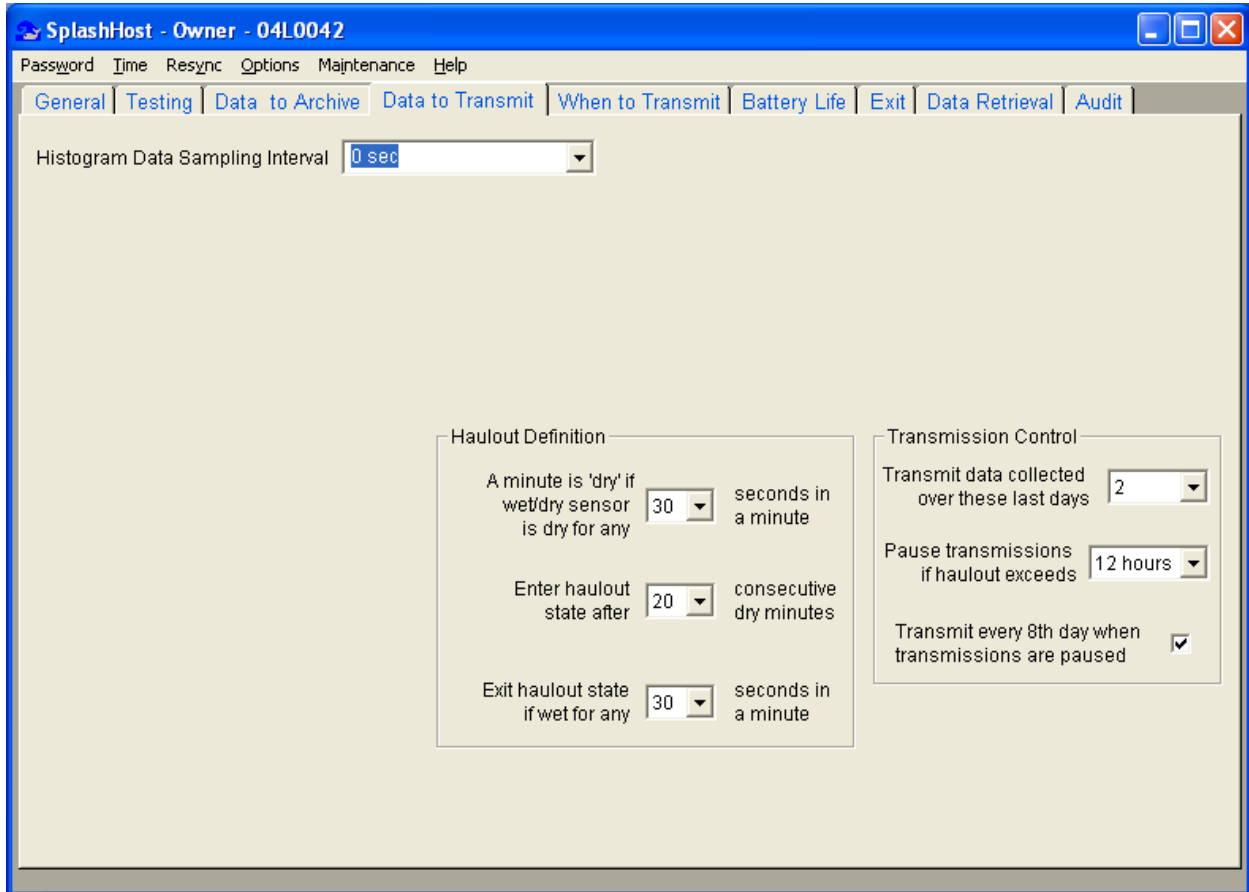 SplashHost - Owner - 04L0042
Password Time Resync Options Maintenance Help
General Testing Data to Archive Data to Transmit When to Transmit Battery Life Exit Data Retrieval Audit
Histogram Data Sampling Interval 0 sec
Haulout Definition
A minute is 'dry' if
wet/dry sensor
is dry for any
30
seconds in
a minute
Enter haulout
state after
20
consecutive
dry minutes
Exit haulout state
if wet for any
30
seconds in
a minute
Transmission Control
Transmit data collected
over these last days
2
Pause transmissions
if haulout exceeds
12 hours
Transmit every 8th day when
transmissions are paused